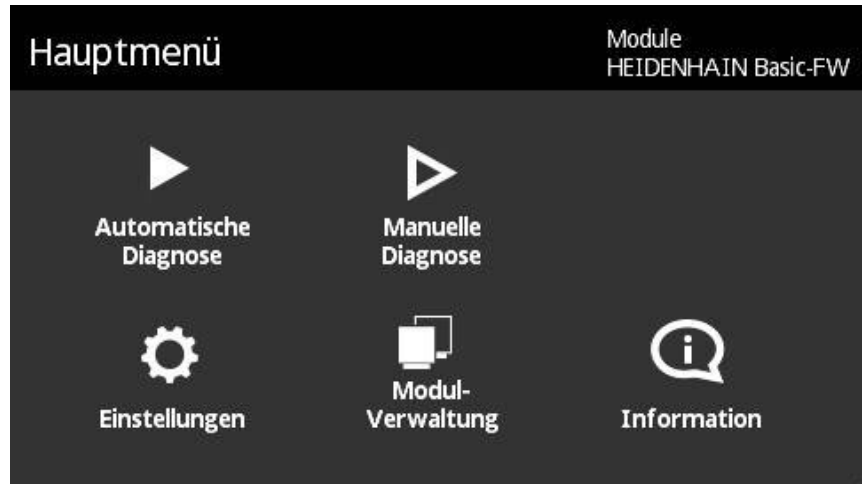 Hauptmenü
Module
HEIDENHAIN Basic-FW
Automatische
Diagnose
Manuelle
Diagnose
Einstellungen
Modul-
Verwaltung
Information